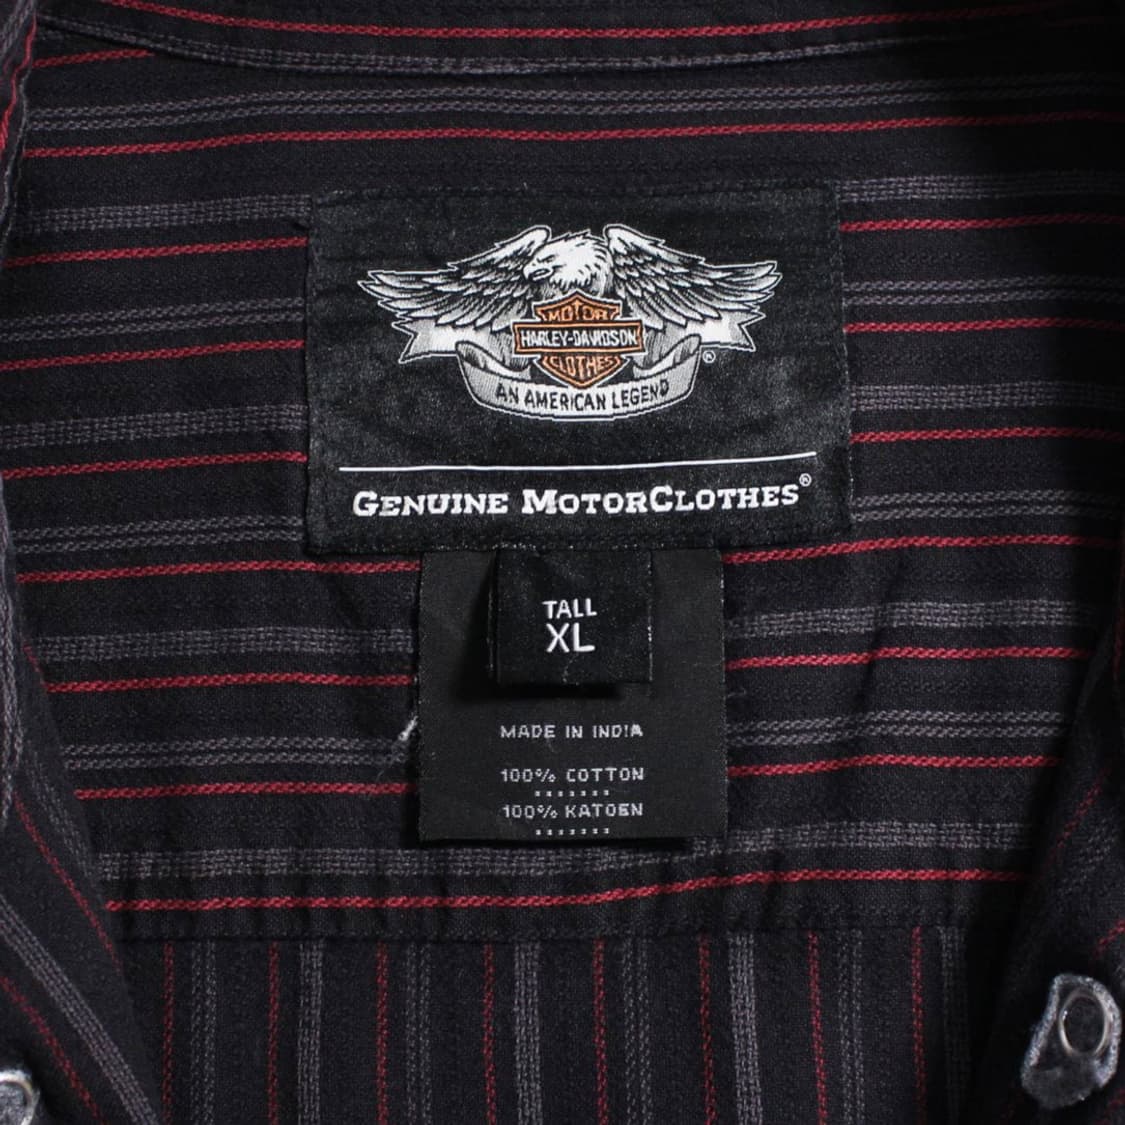 MOTOR
HARLEY-DAVIDSON
CLOTHES
®
AN AMERICAN LEGEND
GENUINE MOTORCLOTHES®
TALL
XL
MADE IN INDIA
100% COTTON
100% KATOEN